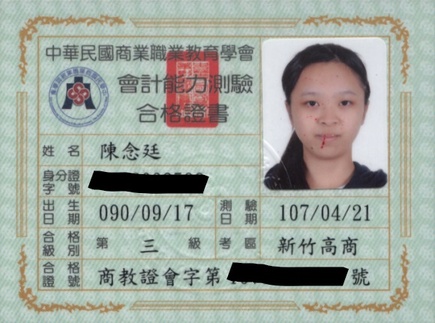 中華民國商業職業教育學會
會計能力測驗
合格證書
姓名 陳念廷
身分證字號
出生日期 090/09/17 測驗日期 107/04/21
合格級別 第 三 級 考區 新竹高商
合格證號 商教證會字第 號